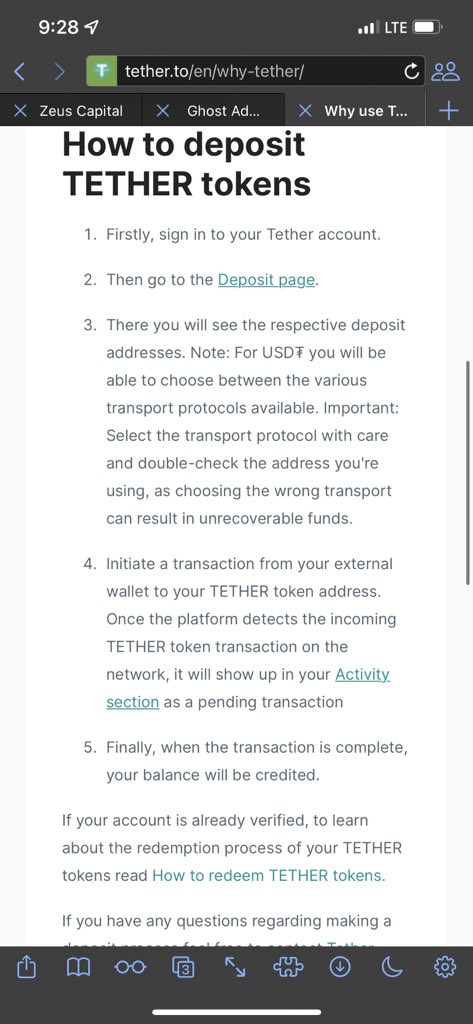 9:28
LTE
T
tether.to/en/why-tether/
Zeus Capital
Ghost Ad...
Why use T...
How to deposit
TETHER tokens
1. Firstly, sign in to your Tether account.
2. Then go to the Deposit page.
3. There you will see the respective deposit
addresses. Note: For USD₮ you will be
able to choose between the various
transport protocols available. Important:
Select the transport protocol with care
and double-check the address you're
using, as choosing the wrong transport
can result in unrecoverable funds.
4. Initiate a transaction from your external
wallet to your TETHER token address.
Once the platform detects the incoming
TETHER token transaction on the
network, it will show up in your Activity
section as a pending transaction
5. Finally, when the transaction is complete,
your balance will be credited.
If your account is already verified, to learn
about the redemption process of your TETHER
tokens read How to redeem TETHER tokens.
If you have any questions regarding making a
deposit process feel free to contact Tether
3